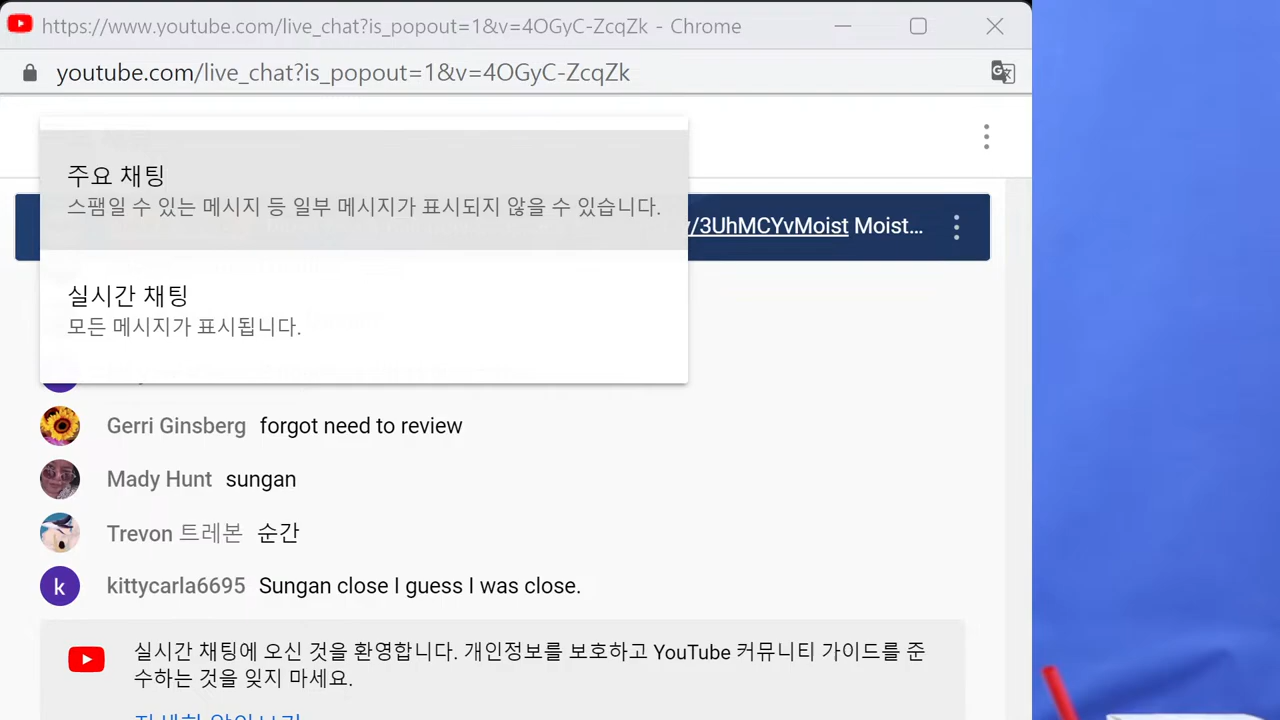 https://www.youtube.com/live_chat?is_popout=1&v=4OGyC-ZcqZk - Chrome
youtube.com/live_chat?is_popout=1&v=4OGyC-ZcqZk
주요 채팅
스팸일 수 있는 메시지 등 일부 메시지가 표시되지 않을 수 있습니다.
/3UhMCYvMoist Moist...
실시간 채팅
모든 메시지가 표시됩니다.
Gerri Ginsberg forgot need to review
Mady Hunt sungan
Trevon 트레본 순간
k kittycarla6695 Sungan close I guess I was close.
실시간 채팅에 오신 것을 환영합니다. 개인정보를 보호하고 YouTube 커뮤니티 가이드를 준
수하는 것을 잊지 마세요.